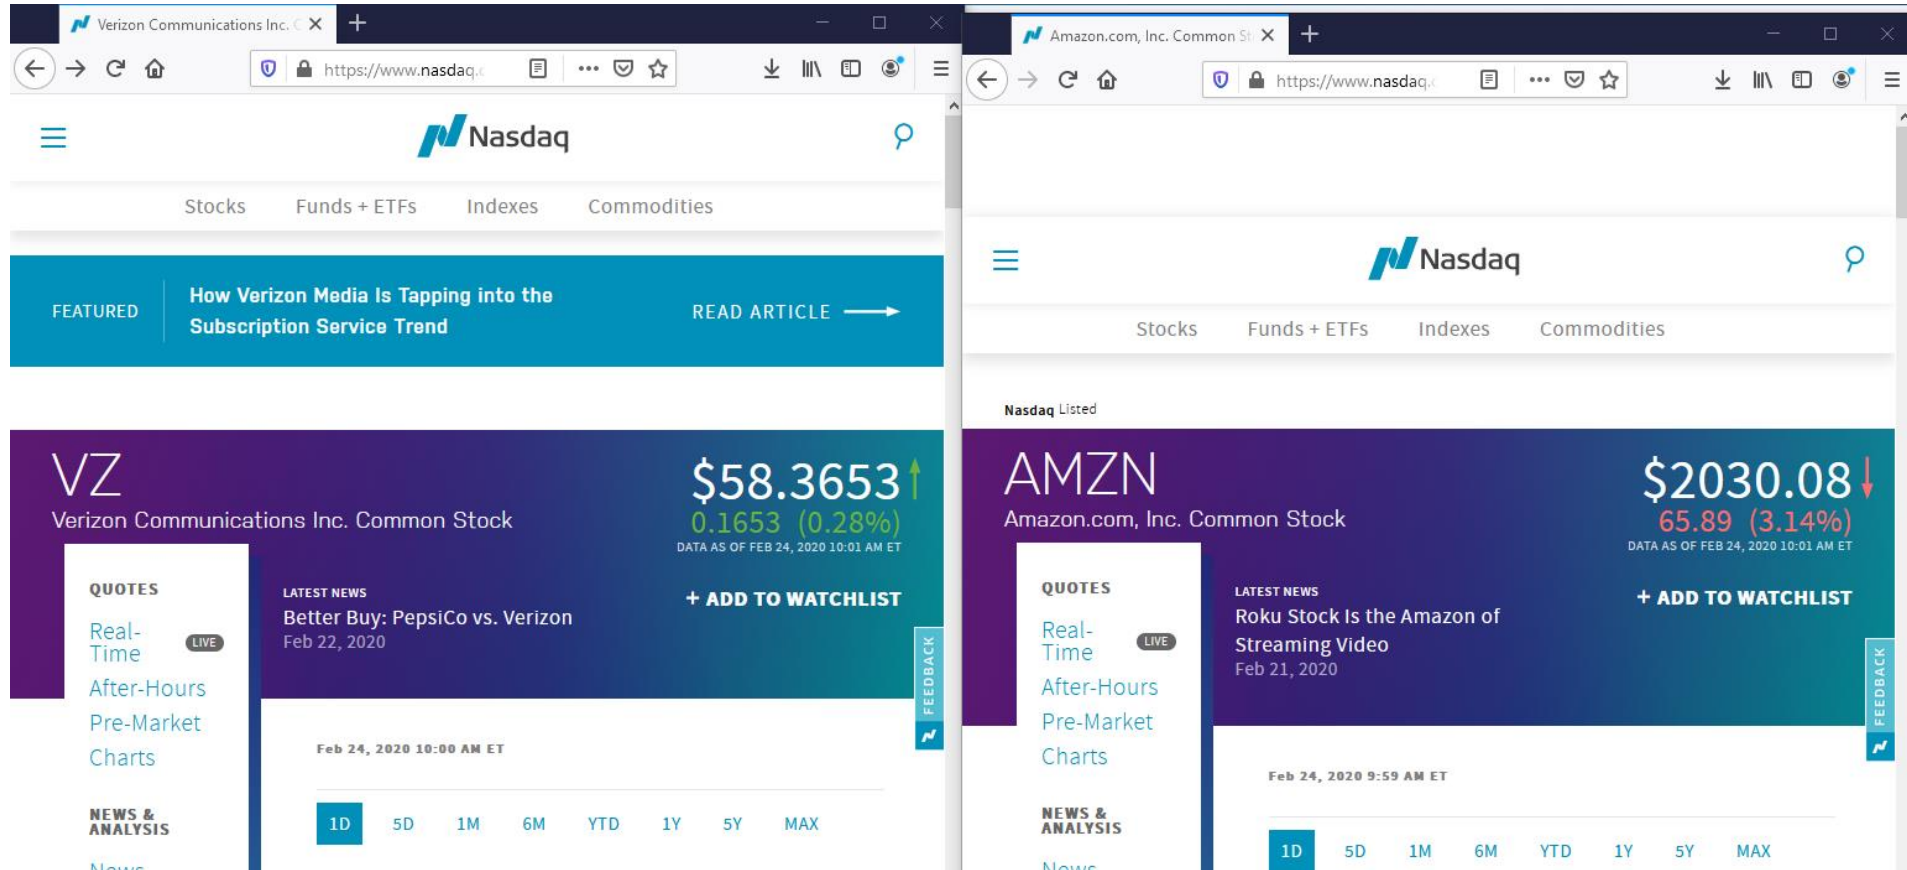 Verizon Communications Inc. C
https://www.nasdaq.c
Nasdaq
Stocks Funds + ETFs Indexes Commodities
FEATURED
How Verizon Media Is Tapping into the
Subscription Service Trend
READ ARTICLE
VZ
Verizon Communications Inc. Common Stock
$58.3653
0.1653 (0.28%)
DATA AS OF FEB 24, 2020 10:01 AM ET
+ ADD TO WATCHLIST
LATEST NEWS
Better Buy: PepsiCo vs. Verizon
Feb 22, 2020
QUOTES
Real-
Time
LIVE
After-Hours
Pre-Market
Charts
NEWS &
ANALYSIS
News
FEEDBACK
Feb 24, 2020 10:00 AM ET
1D 5D 1M 6M YTD 1Y 5Y MAX
Amazon.com, Inc. Common St
https://www.nasdaq.c
Nasdaq
Stocks Funds + ETFs Indexes Commodities
Nasdaq Listed
AMZN
Amazon.com, Inc. Common Stock
$2030.08
65.89 (3.14%)
DATA AS OF FEB 24, 2020 10:01 AM ET
+ ADD TO WATCHLIST
LATEST NEWS
Roku Stock Is the Amazon of
Streaming Video
Feb 21, 2020
QUOTES
Real-
Time
LIVE
After-Hours
Pre-Market
Charts
NEWS &
ANALYSIS
News
FEEDBACK
Feb 24, 2020 9:59 AM ET
1D 5D 1M 6M YTD 1Y 5Y MAX